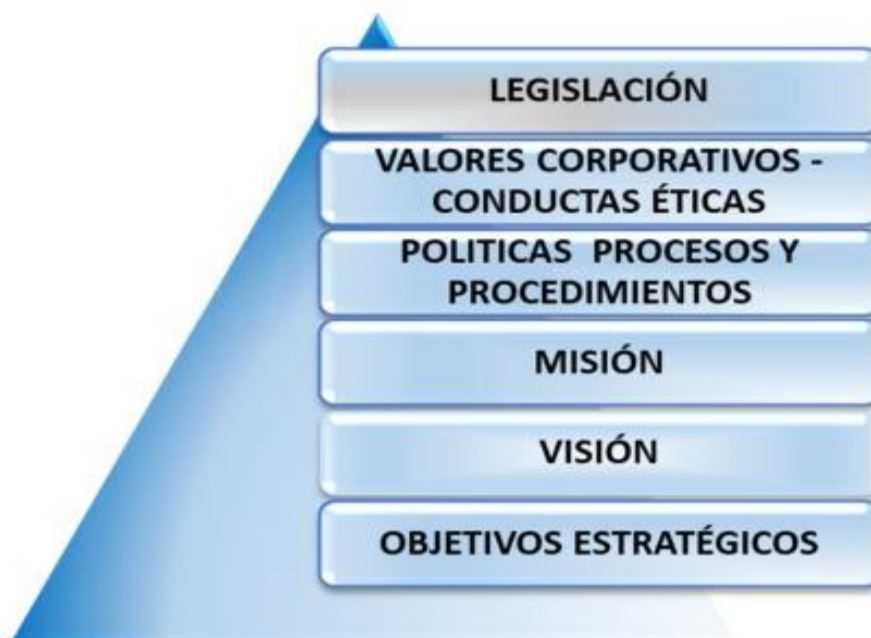 LEGISLACIÓN
VALORES CORPORATIVOS -
CONDUCTAS ÉTICAS
POLITICAS PROCESOS Y
PROCEDIMIENTOS
MISIÓN
VISIÓN
OBJETIVOS ESTRATÉGICOS